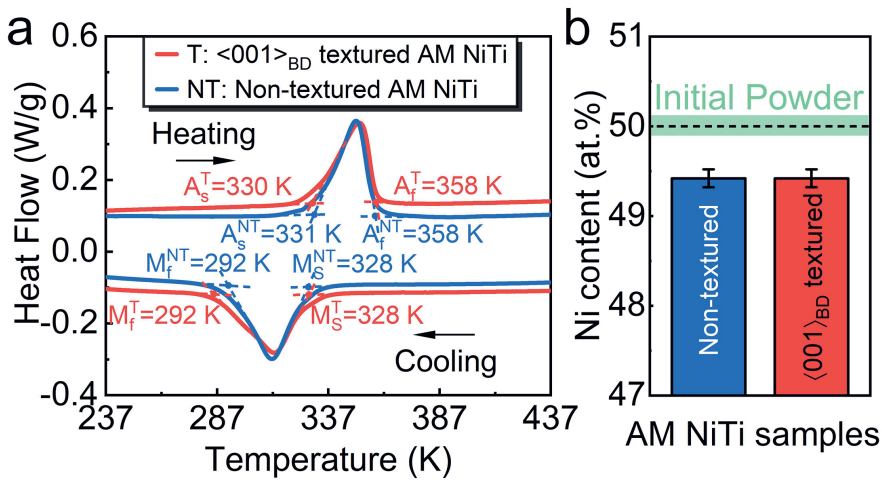 a
0.6
0.4
0.2
0.0
-0.2
-0.4
Heat Flow (W/g)
T: <001>BD textured AM NiTi
NT: Non-textured AM NiTi
Heating
AsT=330 K
AfT=358 K
AsNT=331 K
AfNT=358 K
MfNT=292 K
MSNT=328 K
MfT=292 K
MST=328 K
Cooling
237 287 337 387 437
Temperature (K)
b
51
50
49
48
47
Ni content (at.%)
Initial Powder
Non-textured
⟨001⟩BD textured
AM NiTi samples